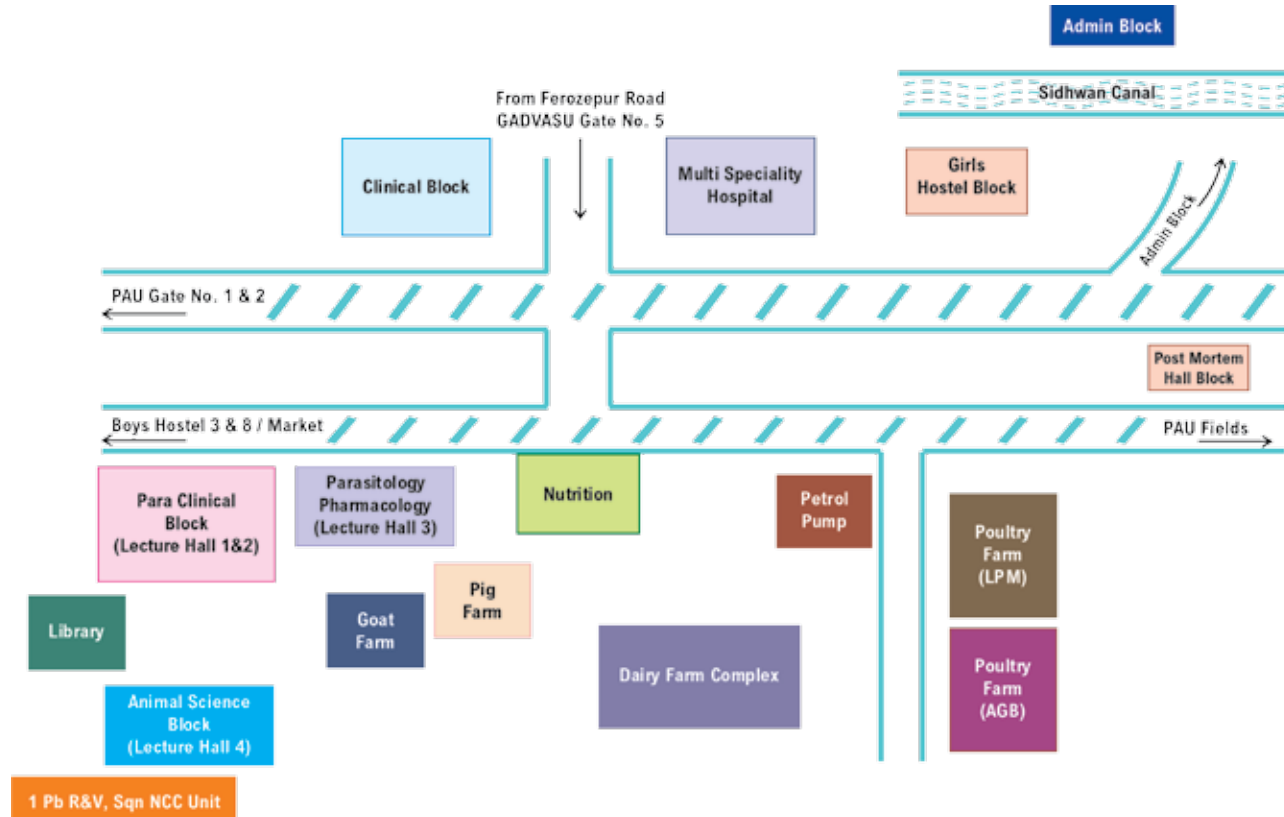 Admin Block
Sidhwan Canal
From Ferozepur Road
GADVASU Gate No. 5
Clinical Block
Multi Speciality
Hospital
Girls
Hostel Block
Admin Block
PAU Gate No. 1 & 2
Post Mortem
Hall Block
Boys Hostel 3 & 8 / Market
PAU Fields
Para Clinical
Block
(Lecture Hall 1&2)
Parasitology
Pharmacology
(Lecture Hall 3)
Nutrition
Petrol
Pump
Poultry
Farm
(LPM)
Pig
Farm
Library
Goat
Farm
Dairy Farm Complex
Poultry
Farm
(AGB)
Animal Science
Block
(Lecture Hall 4)
1 Pb R&V, Sqn NCC Unit